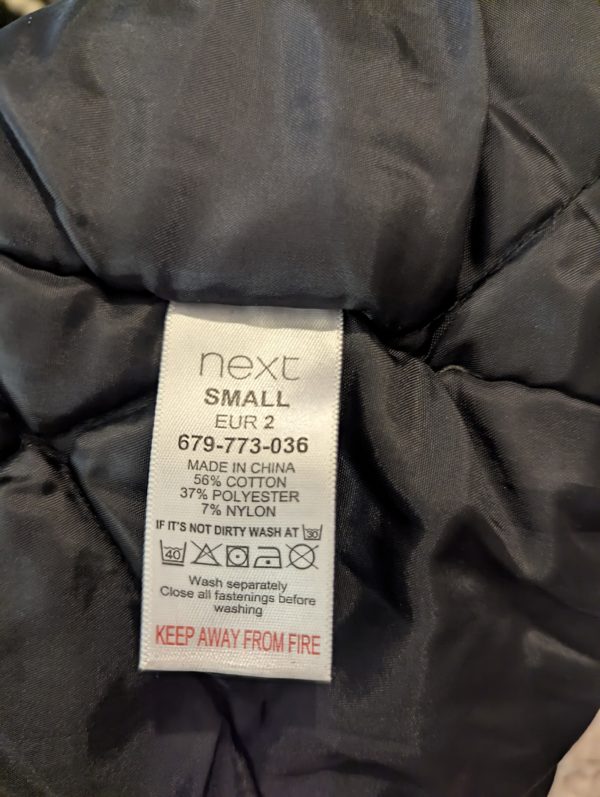 next
SMALL
EUR 2
679-773-036
MADE IN CHINA
56% COTTON
37% POLYESTER
7% NYLON
IF IT'S NOT DIRTY WASH AT 30
40
Wash separately
Close all fastenings before
washing
KEEP AWAY FROM FIRE